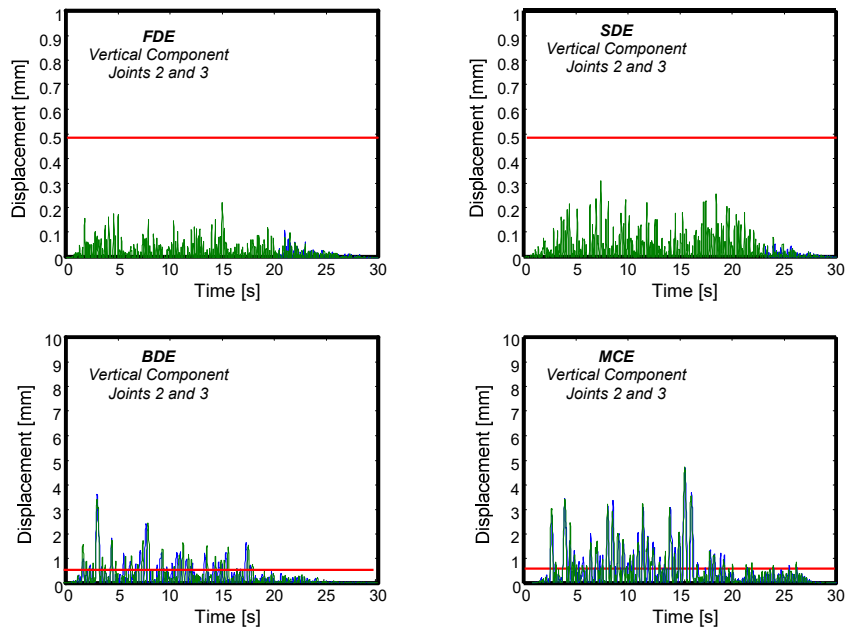 1
0.9
0.8
0.7
0.6
0.5
0.4
0.3
0.2
0.1
0
Displacement [mm]
FDE
Vertical Component
Joints 2 and 3
0 5 10 15 20 25 30
Time [s]
1
0.9
0.8
0.7
0.6
0.5
0.4
0.3
0.2
0.1
0
Displacement [mm]
SDE
Vertical Component
Joints 2 and 3
0 5 10 15 20 25 30
Time [s]
10
9
8
7
6
5
4
3
2
1
0
Displacement [mm]
BDE
Vertical Component
Joints 2 and 3
0 5 10 15 20 25 30
Time [s]
10
9
8
7
6
5
4
3
2
1
0
Displacement [mm]
MCE
Vertical Component
Joints 2 and 3
0 5 10 15 20 25 30
Time [s]